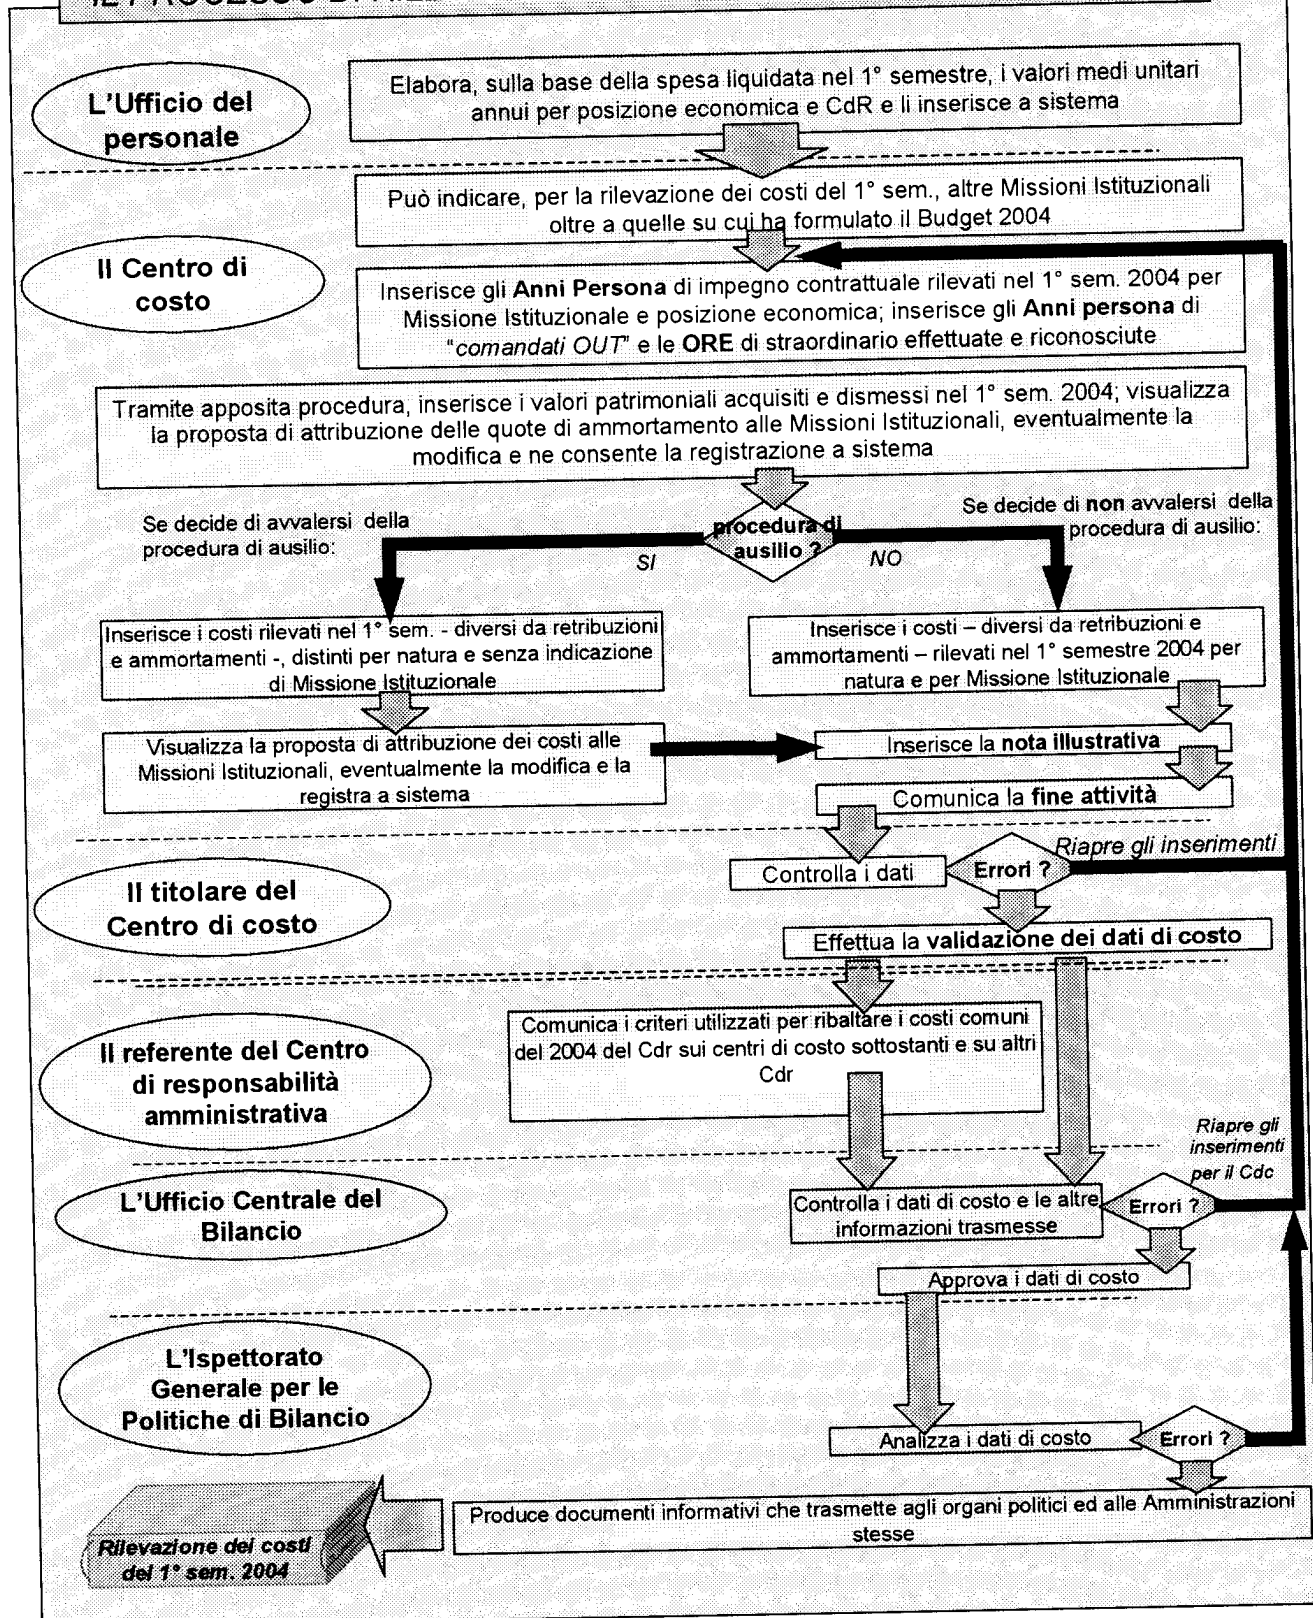 IL PROCESSO DI
L'Ufficio del
personale
Elabora, sulla base della spesa liquidata nel 1° semestre, i valori medi unitari
annui per posizione economica e CdR e li inserisce a sistema
Può indicare, per la rilevazione dei costi del 1° sem., altre Missioni Istituzionali
oltre a quelle su cui ha formulato il Budget 2004
Il Centro di
costo
Inserisce gli Anni Persona di impegno contrattuale rilevati nel 1° sem. 2004 per
Missione Istituzionale e posizione economica; inserisce gli Anni persona di
"comandati OUT" e le ORE di straordinario effettuate e riconosciute
Tramite apposita procedura, inserisce i valori patrimoniali acquisiti e dismessi nel 1° sem. 2004; visualizza
la proposta di attribuzione delle quote di ammortamento alle Missioni Istituzionali, eventualmente la
modifica e ne consente la registrazione a sistema
Se decide di avvalersi della
procedura di ausilio:
SI
procedura di
ausilio ?
NO
Se decide di non avvalersi della
procedura di ausilio:
Inserisce i costi rilevati nel 1° sem. - diversi da retribuzioni
e ammortamenti -, distinti per natura e senza indicazione
di Missione Istituzionale
Inserisce i costi – diversi da retribuzioni e
ammortamenti – rilevati nel 1° semestre 2004 per
natura e per Missione Istituzionale
Visualizza la proposta di attribuzione dei costi alle
Missioni Istituzionali, eventualmente la modifica e la
registra a sistema
Inserisce la nota illustrativa
Comunica la fine attività
Il titolare del
Centro di costo
Controlla i dati
Errori ?
Riapre gli inserimenti
Effettua la validazione dei dati di costo
Il referente del Centro
di responsabilità
amministrativa
Comunica i criteri utilizzati per ribaltare i costi comuni
del 2004 del Cdr sui centri di costo sottostanti e su altri
Cdr
Riapre gli
inserimenti
per il Cdc
L'Ufficio Centrale del
Bilancio
Controlla i dati di costo e le altre
informazioni trasmesse
Errori ?
Approva i dati di costo
L'Ispettorato
Generale per le
Politiche di Bilancio
Analizza i dati di costo
Errori ?
Produce documenti informativi che trasmette agli organi politici ed alle Amministrazioni
stesse
Rilevazione dei costi
del 1° sem. 2004